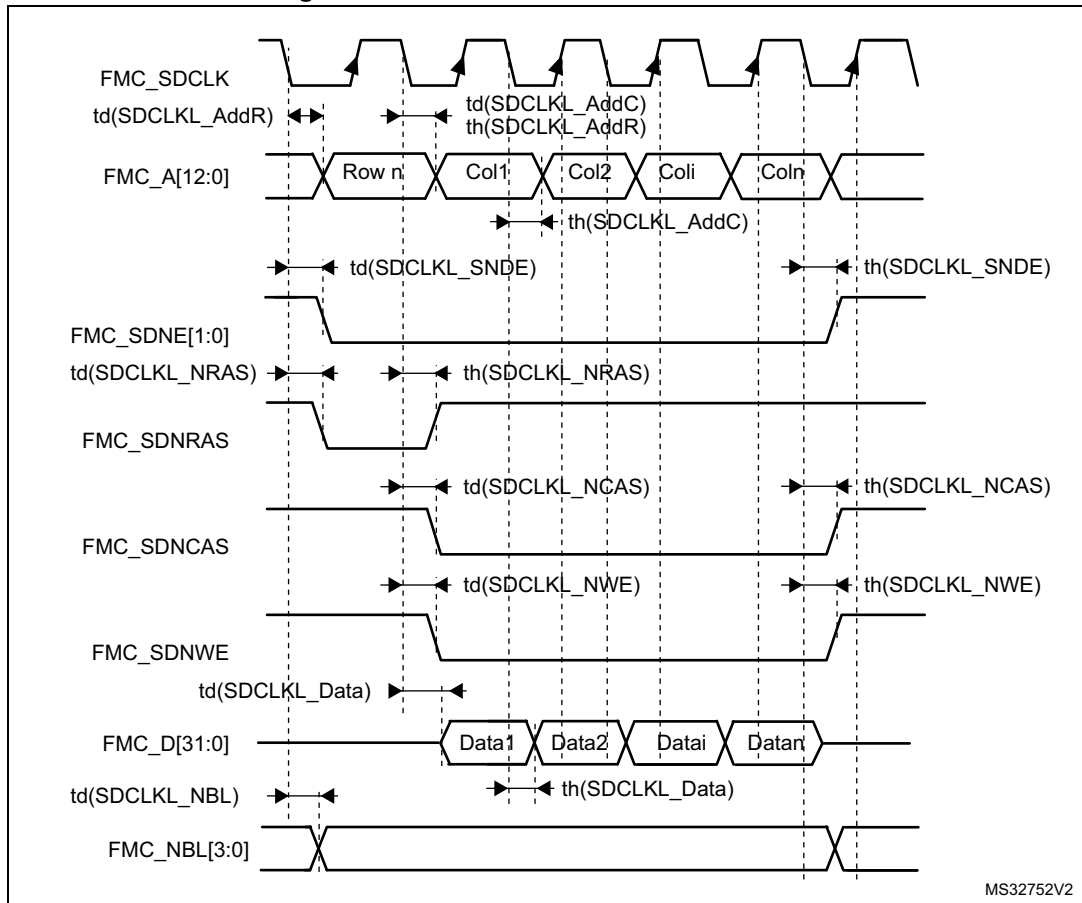 FMC_SDCLK
td(SDCLKL_AddR)
td(SDCLKL_AddC)
th(SDCLKL_AddR)
FMC_A[12:0]
Row n
Col1
Col2
Coli
Coln
th(SDCLKL_AddC)
td(SDCLKL_SNDE)
th(SDCLKL_SNDE)
FMC_SDNE[1:0]
td(SDCLKL_NRAS)
th(SDCLKL_NRAS)
FMC_SDNRAS
td(SDCLKL_NCAS)
th(SDCLKL_NCAS)
FMC_SDNCAS
td(SDCLKL_NWE)
th(SDCLKL_NWE)
FMC_SDNWE
td(SDCLKL_Data)
FMC_D[31:0]
Data1
Data2
Datai
Datan
td(SDCLKL_NBL)
th(SDCLKL_Data)
FMC_NBL[3:0]
MS32752V2